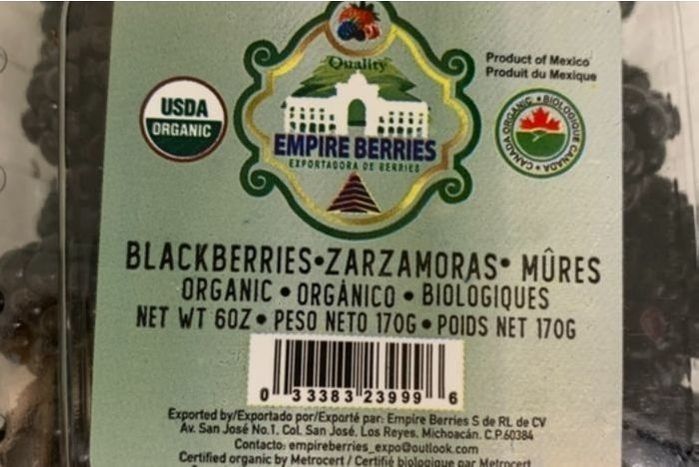 "Quality"
EMPIRE BERRIES
EXPORTADORA DE BERRIES
USDA
ORGANIC
Product of Mexico
Produit du Mexique
CANADA ORGANIC • BIOLOGIQUE CANADA
BLACKBERRIES•ZARZAMORAS• MÛRES
ORGANIC • ORGÁNICO • BIOLOGIQUES
NET WT 6OZ• PESO NETO 170G• POIDS NET 170G
0 33383 23999 6
Exported by/Exportado por/Exporté par: Empire Berries S de RL de CV
Av. San José No.1, Col. San José, Los Reyes, Michoacán. C.P.60384
Contacto: empireberries_expo@outlook.com
Certified organic by Metrocert / Certifié biologique par Metrocert